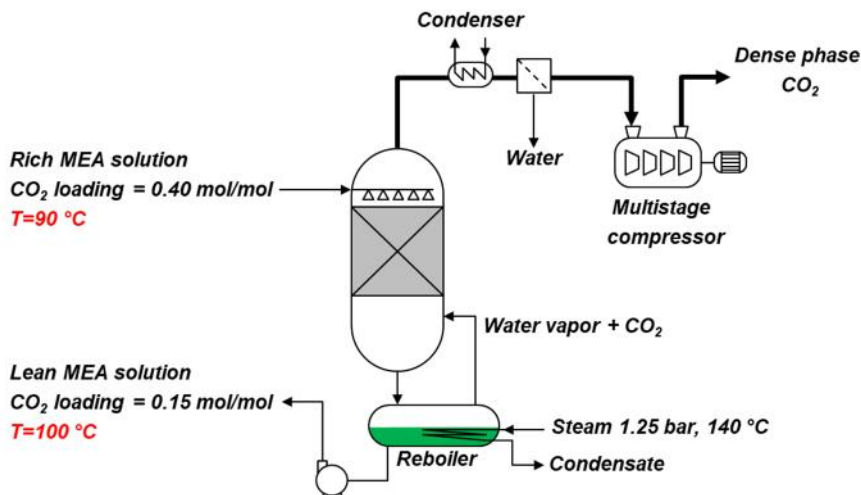 Condenser
Dense phase
CO₂
Rich MEA solution
CO₂ loading = 0.40 mol/mol
T=90 °C
Water
Multistage
compressor
Water vapor + CO₂
Lean MEA solution
CO₂ loading = 0.15 mol/mol
T=100 °C
Steam 1.25 bar, 140 °C
Reboiler
Condensate